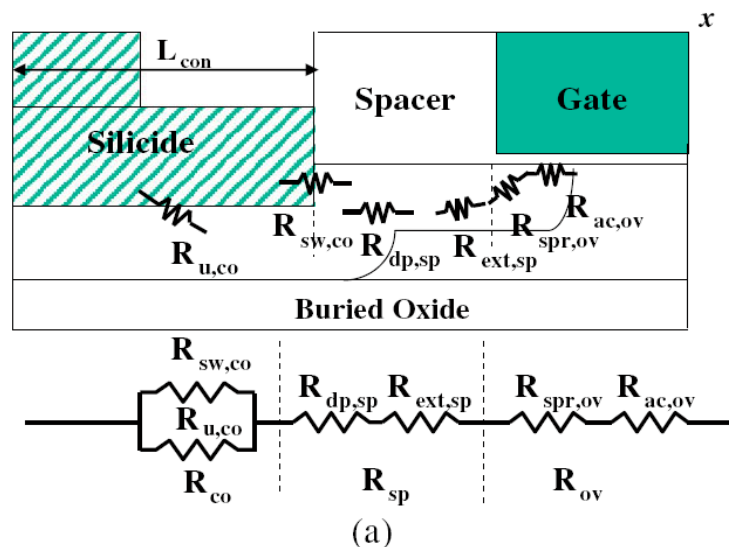 x
L con
Spacer
Gate
Silicide
R u,co
R sw,co
R dp,sp
R ext,sp
R spr,ov
R ac,ov
Buried Oxide
R sw,co
R u,co
R dp,sp
R ext,sp
R spr,ov
R ac,ov
R co
R sp
R ov
(a)